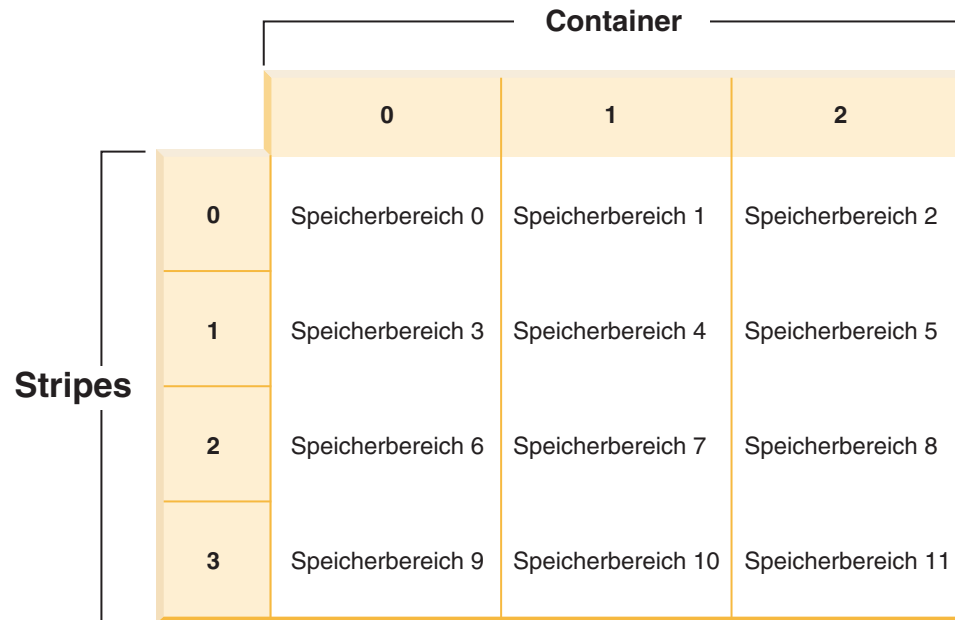 Container
0 1 2
0 Speicherbereich 0 Speicherbereich 1 Speicherbereich 2
1 Speicherbereich 3 Speicherbereich 4 Speicherbereich 5
Stripes
2 Speicherbereich 6 Speicherbereich 7 Speicherbereich 8
3 Speicherbereich 9 Speicherbereich 10 Speicherbereich 11